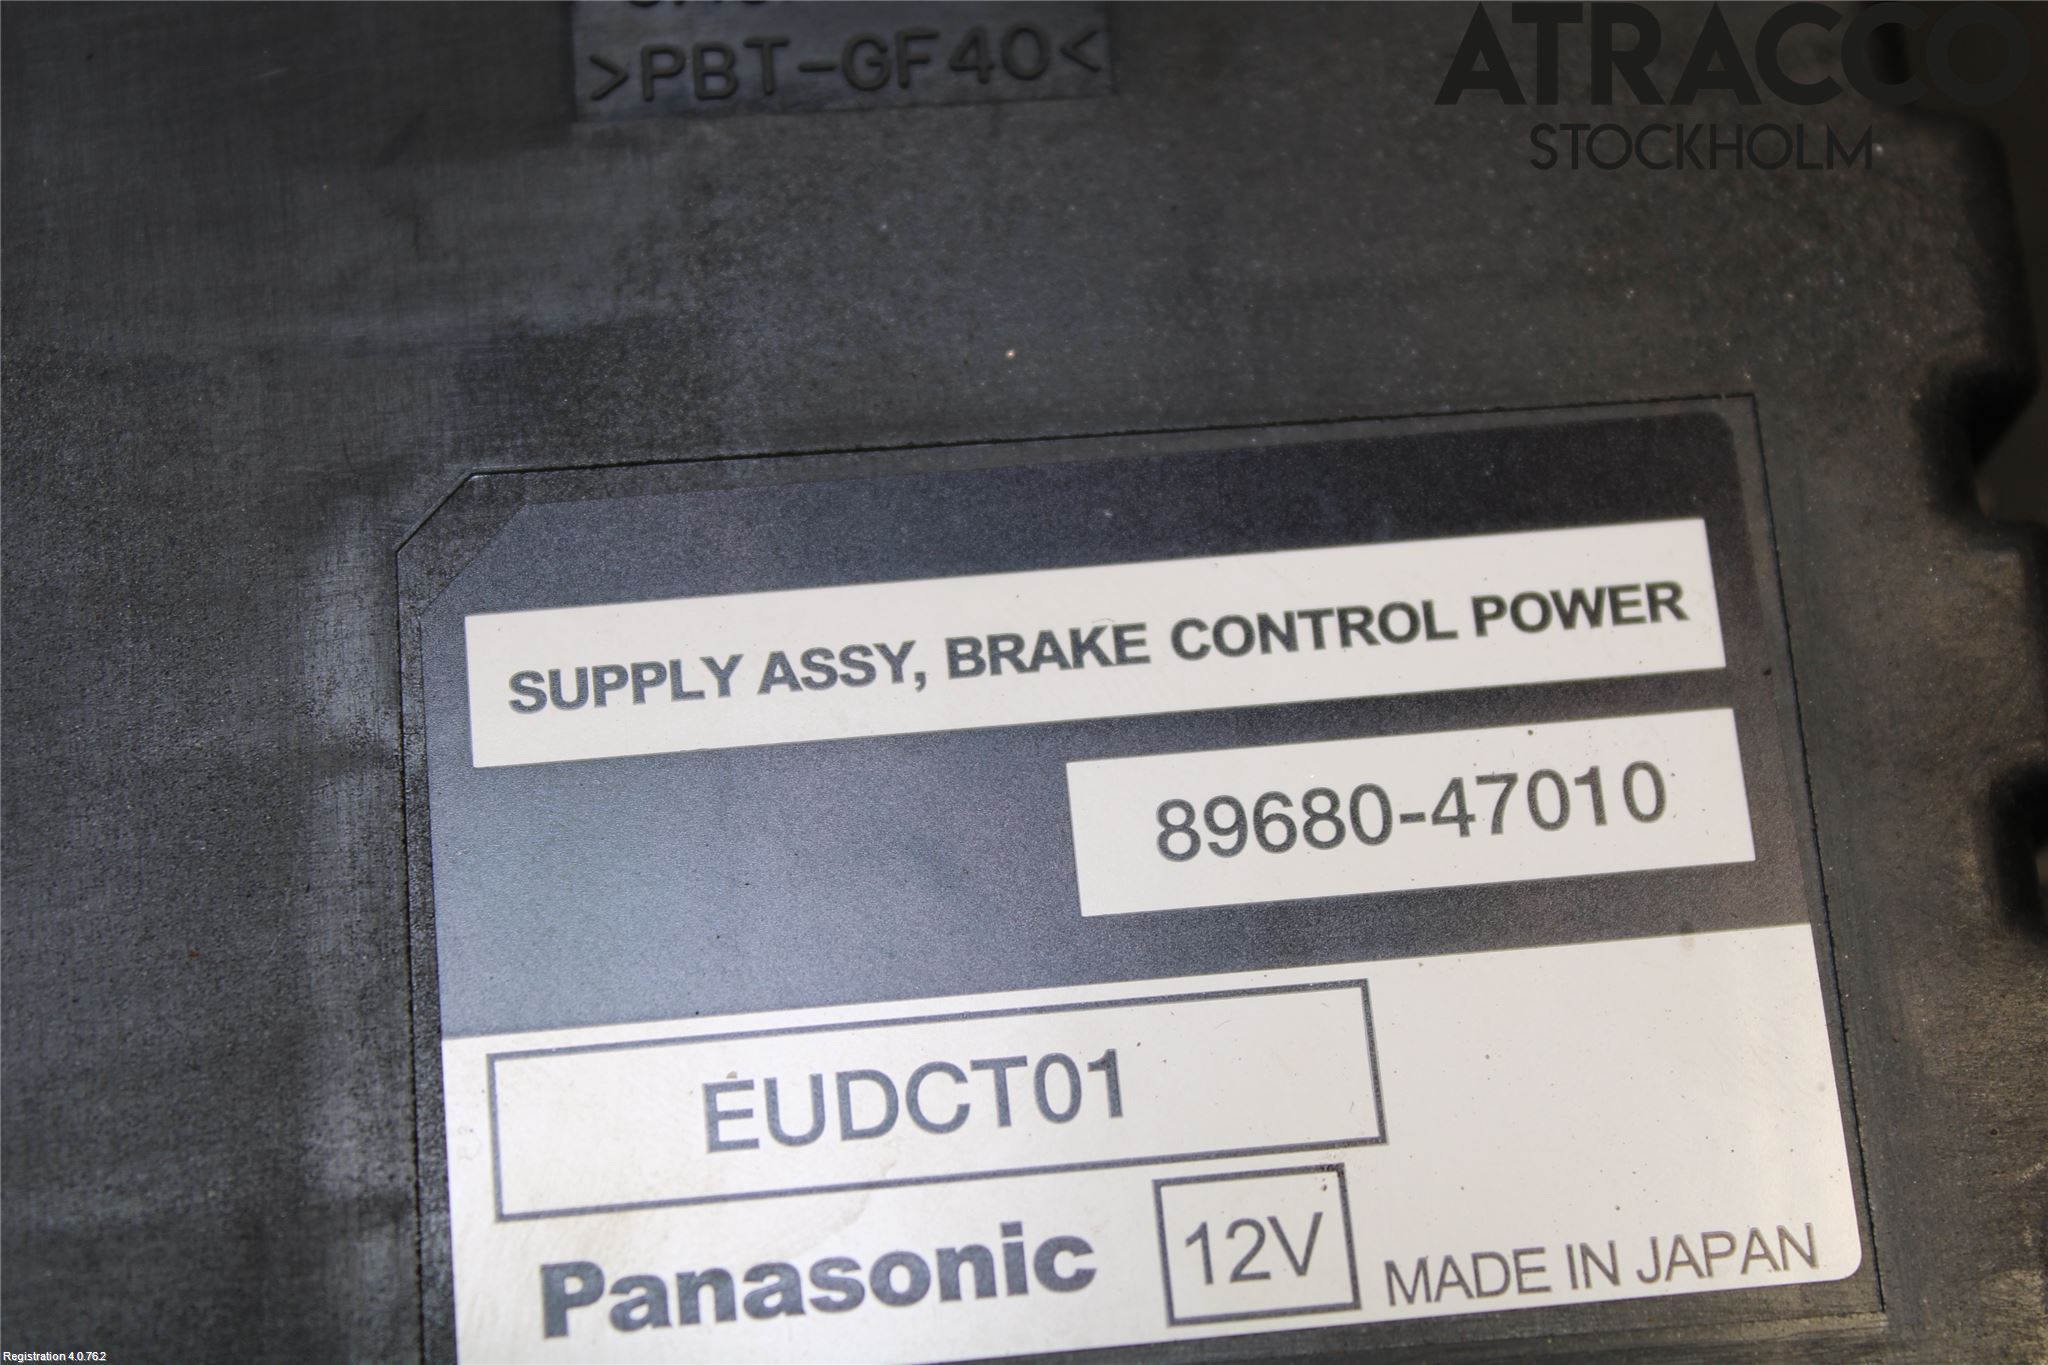 >PBT-GF40<
ATRACCO
STOCKHOLM
SUPPLY ASSY, BRAKE CONTROL POWER
89680-47010
EUDCT01
Panasonic
12V
MADE IN JAPAN
Registration 4.0.76.2